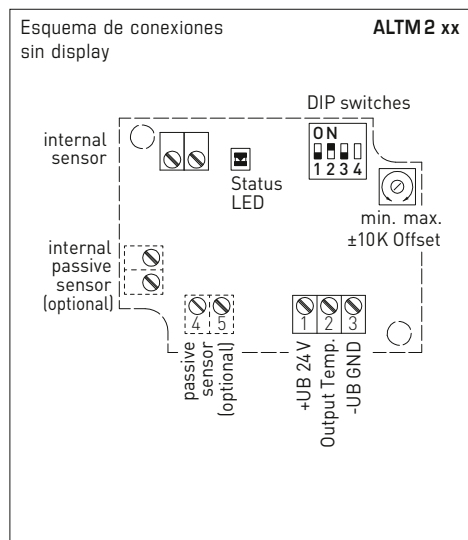 Esquema de conexiones
sin display
ALTM 2 xx
DIP switches
ON
1 2 3 4
internal
sensor
Status
LED
min. max.
±10K Offset
internal
passive
sensor
(optional)
4 5
1 2 3
passive
sensor
(optional)
+UB 24 V
Output Temp.
-UB GND